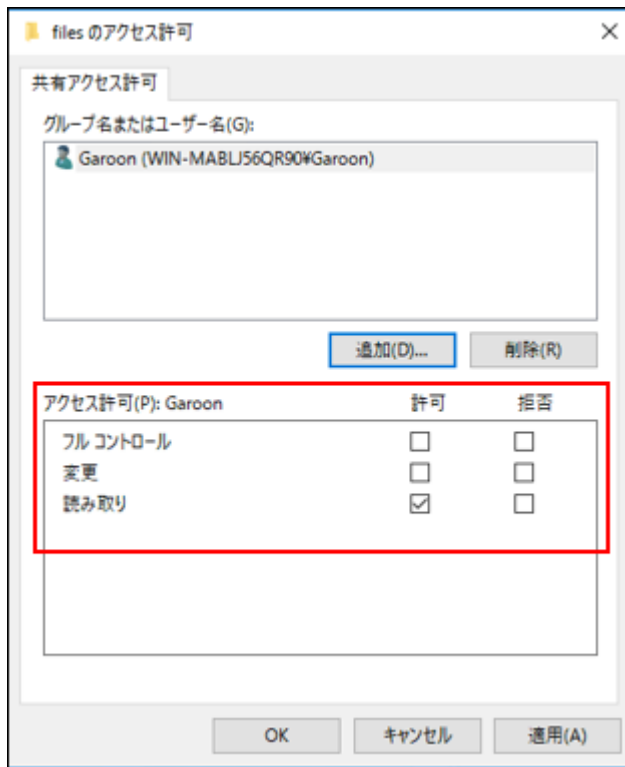 files のアクセス許可
共有アクセス許可
グループ名またはユーザー名(G):
Garoon (WIN-MABLJ56QR90¥Garoon)
追加(D)... 削除(R)
アクセス許可(P): Garoon 許可 拒否
フル コントロール
変更
読み取り
OK キャンセル 適用(A)